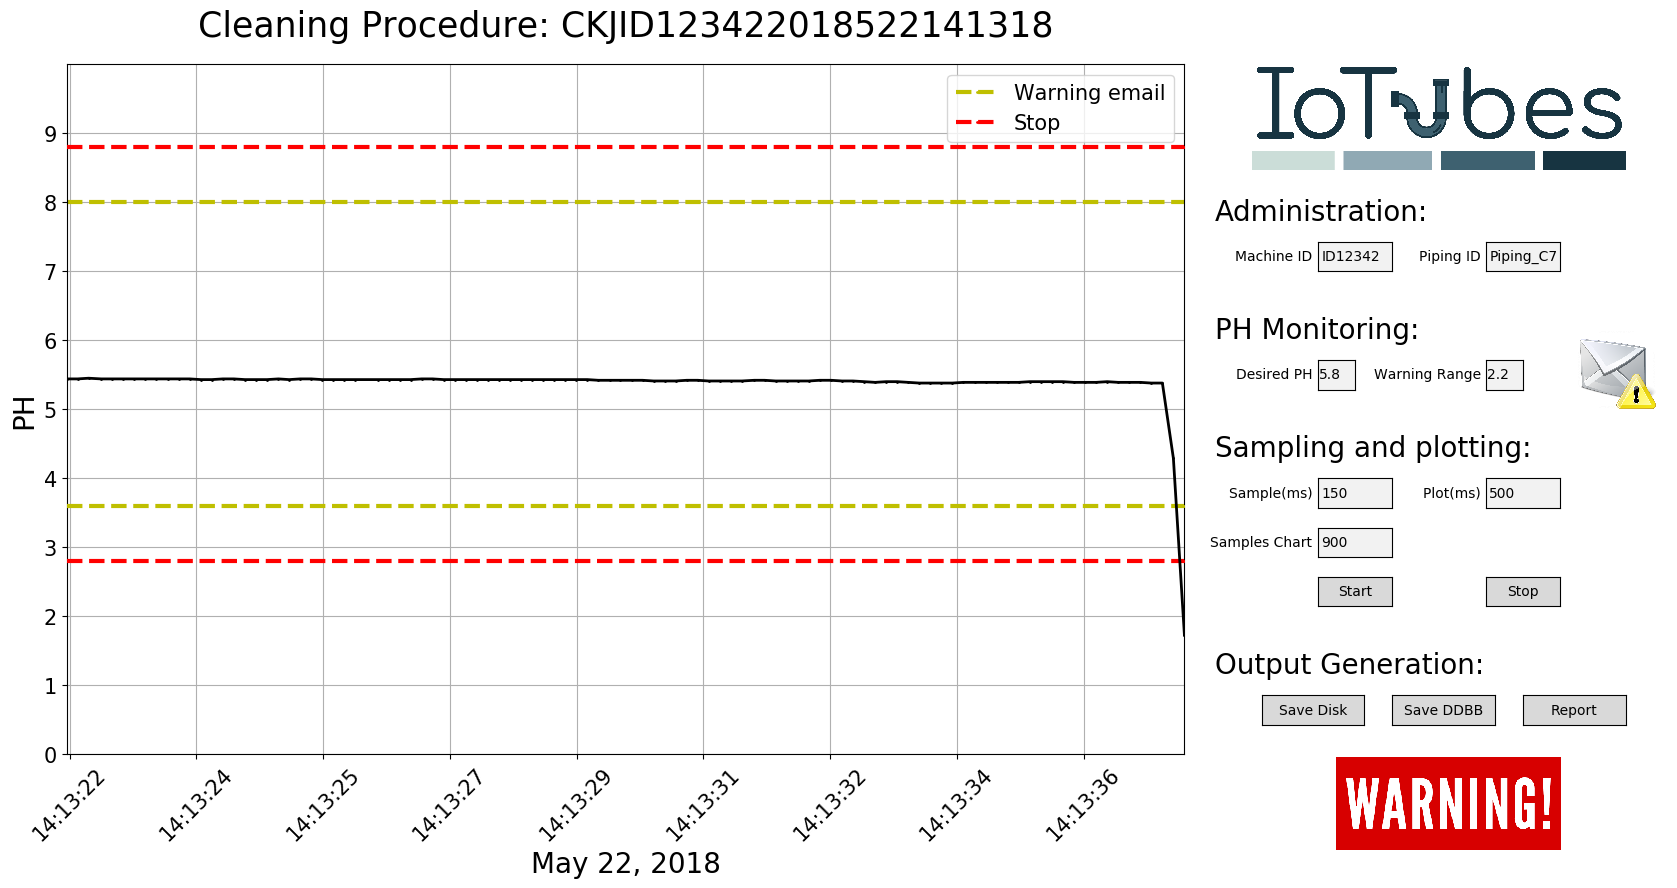 Cleaning Procedure: CKJID123422018522141318
Warning email
Stop
9
8
7
6
5
4
3
2
1
0
PH
14:13:22
14:13:24
14:13:25
14:13:27
14:13:29
14:13:31
14:13:32
14:13:34
14:13:36
May 22, 2018
IoTubes
Administration:
Machine ID ID12342 Piping ID Piping_C7
PH Monitoring:
Desired PH 5.8 Warning Range 2.2
Sampling and plotting:
Sample(ms) 150 Plot(ms) 500
Samples Chart 900
Start Stop
Output Generation:
Save Disk Save DDBB Report
WARNING!